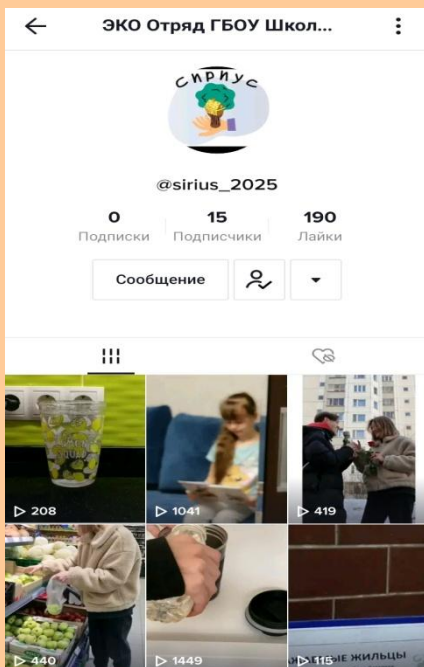 ЭКО Отряд ГБОУ Школ...
Сириус
@sirius_2025
0 15 190
Подписки Подписчики Лайки
Сообщение
208 1041 419
440 1449 115
ЖИЛЬЦЫ